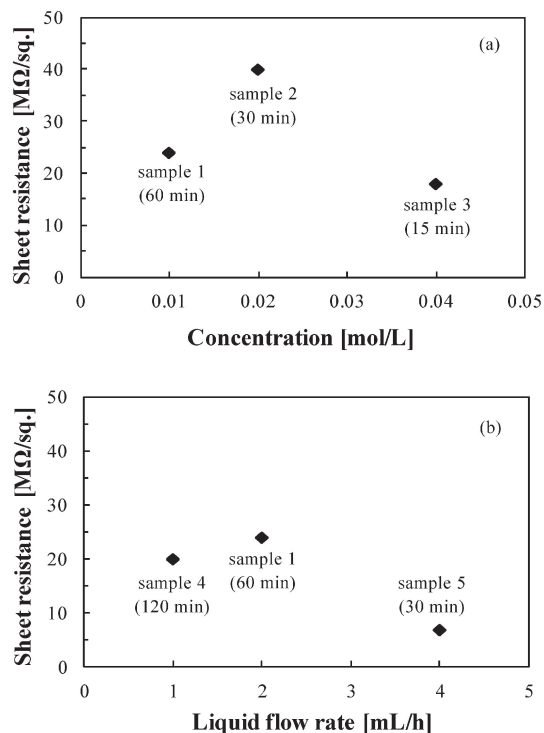 Sheet resistance [MΩ/sq.]
50
40
30
20
10
0
(a)
sample 2
(30 min)
sample 1
(60 min)
sample 3
(15 min)
0 0.01 0.02 0.03 0.04 0.05
Concentration [mol/L]
Sheet resistance [MΩ/sq.]
50
40
30
20
10
0
(b)
sample 4
(120 min)
sample 1
(60 min)
sample 5
(30 min)
0 1 2 3 4 5
Liquid flow rate [mL/h]